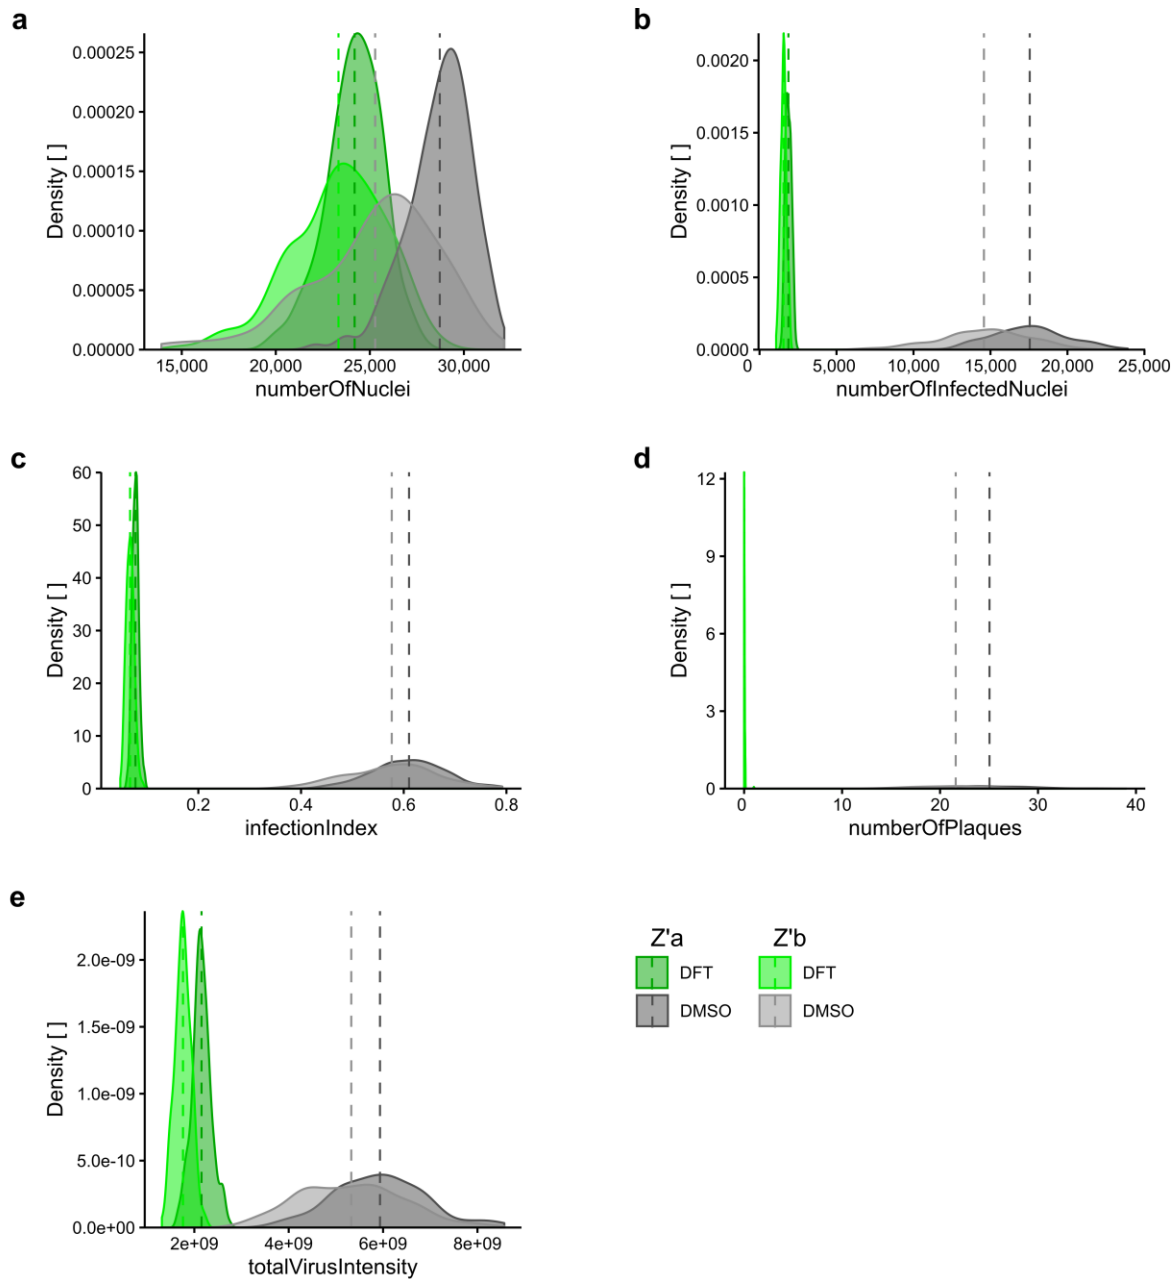 a
0.00025
0.00020
0.00015
0.00010
0.00005
0.00000
Density [ ]
15,000 20,000 25,000 30,000
numberOfNuclei
b
0.0020
0.0015
0.0010
0.0005
0.0000
Density [ ]
0 5,000 10,000 15,000 20,000 25,000
numberOfInfectedNuclei
c
60
50
40
30
20
10
0
Density [ ]
0.2 0.4 0.6 0.8
infectionIndex
d
12
9
6
3
0
Density [ ]
0 10 20 30 40
numberOfPlaques
e
2.0e-09
1.5e-09
1.0e-09
5.0e-10
0.0e+00
Density [ ]
2e+09 4e+09 6e+09 8e+09
totalVirusIntensity
Z'a Z'b
DFT DFT
DMSO DMSO